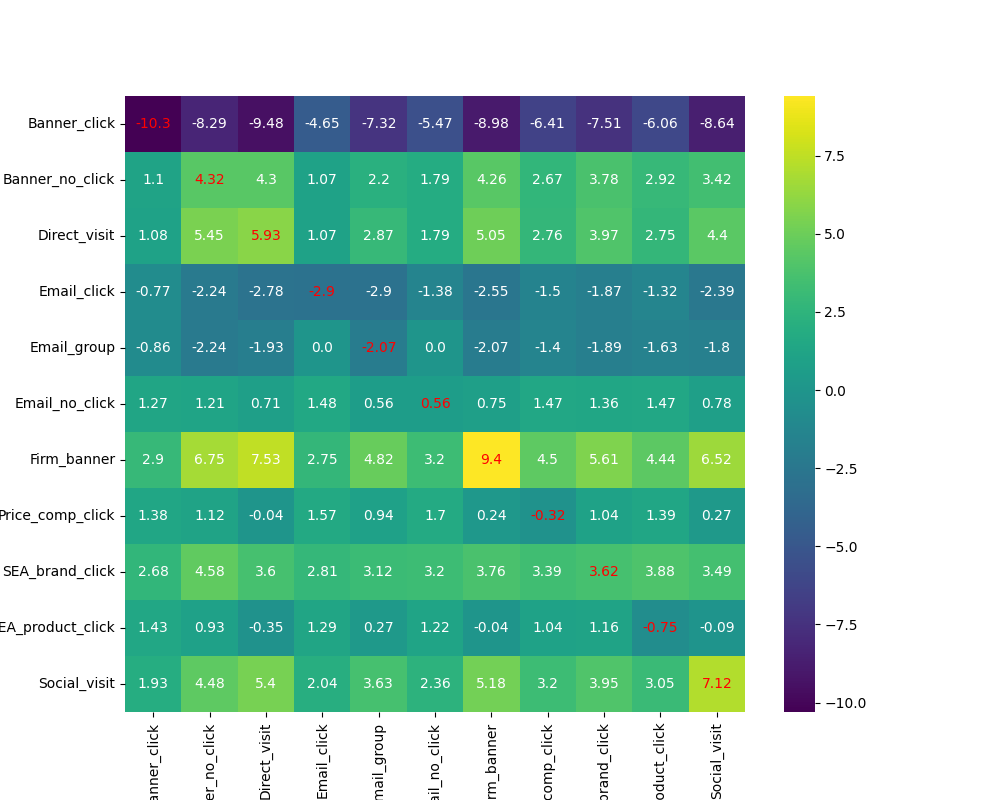 Banner_click -10.3 -8.29 -9.48 -4.65 -7.32 -5.47 -8.98 -6.41 -7.51 -6.06 -8.64
Banner_no_click 1.1 4.32 4.3 1.07 2.2 1.79 4.26 2.67 3.78 2.92 3.42
Direct_visit 1.08 5.45 5.93 1.07 2.87 1.79 5.05 2.76 3.97 2.75 4.4
Email_click -0.77 -2.24 -2.78 -2.9 -2.9 -1.38 -2.55 -1.5 -1.87 -1.32 -2.39
Email_group -0.86 -2.24 -1.93 0.0 -2.07 0.0 -2.07 -1.4 -1.89 -1.63 -1.8
Email_no_click 1.27 1.21 0.71 1.48 0.56 0.56 0.75 1.47 1.36 1.47 0.78
Firm_banner 2.9 6.75 7.53 2.75 4.82 3.2 9.4 4.5 5.61 4.44 6.52
Price_comp_click 1.38 1.12 -0.04 1.57 0.94 1.7 0.24 -0.32 1.04 1.39 0.27
SEA_brand_click 2.68 4.58 3.6 2.81 3.12 3.2 3.76 3.39 3.62 3.88 3.49
EA_product_click 1.43 0.93 -0.35 1.29 0.27 1.22 -0.04 1.04 1.16 -0.75 -0.09
Social_visit 1.93 4.48 5.4 2.04 3.63 2.36 5.18 3.2 3.95 3.05 7.12
anner_click
er_no_click
Direct_visit
Email_click
mail_group
ail_no_click
rm_banner
comp_click
brand_click
oduct_click
Social_visit
7.5
5.0
2.5
0.0
−2.5
−5.0
−7.5
−10.0